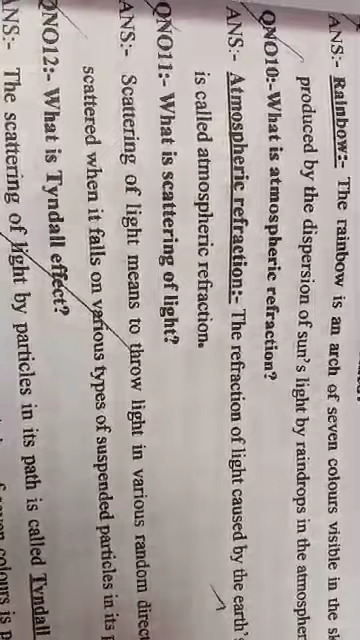 ANS:- Rainbow:- The rainbow is an arch of seven colours visible in the
produced by the dispersion of sun's light by raindrops in the
QNO10:-What is atmospheric refraction?
ANS:- Atmospheric refraction:- The refraction of light caused by the earth's
is called atmospheric refraction.
QNO11:- What is scattering of light?
ANS:- Scattering of light means to throw light in various random
scattered when it falls on various types of suspended particles in its
QNO12:- What is Tyndall effect?
ANS:- The scattering of light by particles in its path is called Tyndall
colours is